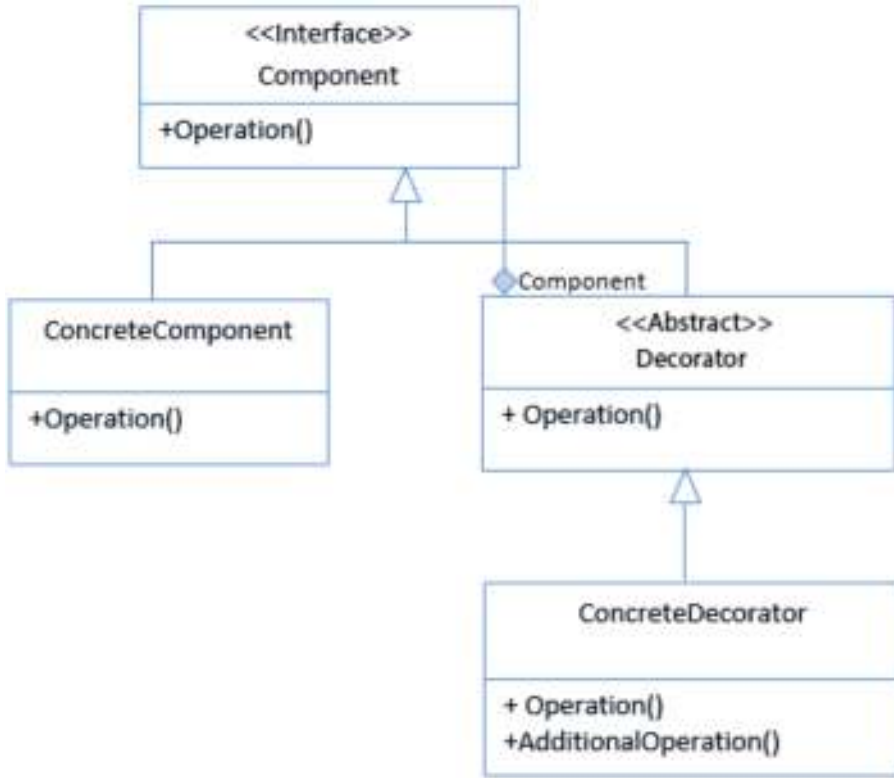 <<Interface>>
Component
+Operation()
Component
ConcreteComponent
+Operation()
<<Abstract>>
Decorator
+ Operation()
ConcreteDecorator
+ Operation()
+AdditionalOperation()